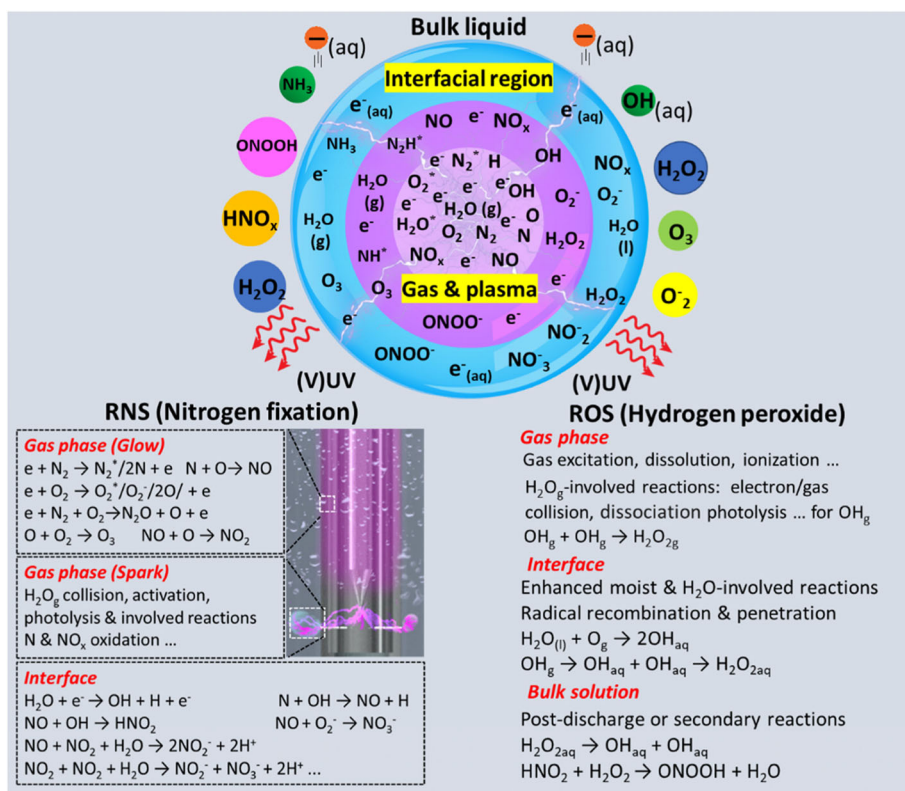 Bulk liquid
− (aq)
− (aq)
Interfacial region
NH₃
OH (aq)
e⁻(aq)
e⁻(aq)
NO e⁻ NOₓ
ONOOH
NH₃
N₂H*
OH
NOₓ
H₂O₂
e⁻ N₂* H
e⁻
O₂*
e⁻
e⁻
OH
H₂O (g)
e⁻
O₂⁻
O₂⁻
HNOₓ
H₂O (g)
e⁻
H₂O (g)
e⁻
O
H₂O (l)
O₃
e⁻
H₂O*
O₂
N₂
N
H₂O₂
NH*
NOₓ
e⁻
NO
H₂O₂
O₃
O₃
Gas & plasma
e⁻
H₂O₂
O⁻₂
e⁻
ONOO⁻
e⁻
NO⁻₂
ONOO⁻
e⁻(aq)
NO⁻₃
(V)UV
(V)UV
RNS (Nitrogen fixation)
Gas phase (Glow)
e + N₂ → N₂*/2N + e N + O → NO
e + O₂ → O₂*/O₂⁻/2O/ + e
e + N₂ + O₂→N₂O + O + e
O + O₂ → O₃ NO + O → NO₂
Gas phase (Spark)
H₂Og collision, activation,
photolysis & involved reactions
N & NOₓ oxidation ...
Interface
H₂O + e⁻ → OH + H + e⁻ N + OH → NO + H
NO + OH → HNO₂ NO + O₂⁻ → NO₃⁻
NO + NO₂ + H₂O → 2NO₂⁻ + 2H⁺
NO₂ + NO₂ + H₂O → NO₂⁻ + NO₃⁻ + 2H⁺ ...
ROS (Hydrogen peroxide)
Gas phase
Gas excitation, dissolution, ionization ...
H₂Og-involved reactions: electron/gas
collision, dissociation photolysis ... for OHg
OHg + OHg → H₂O₂g
Interface
Enhanced moist & H₂O-involved reactions
Radical recombination & penetration
H₂O(l) + Og → 2OHaq
OHg → OHaq + OHaq → H₂O₂aq
Bulk solution
Post-discharge or secondary reactions
H₂O₂aq → OHaq + OHaq
HNO₂ + H₂O₂ → ONOOH + H₂O